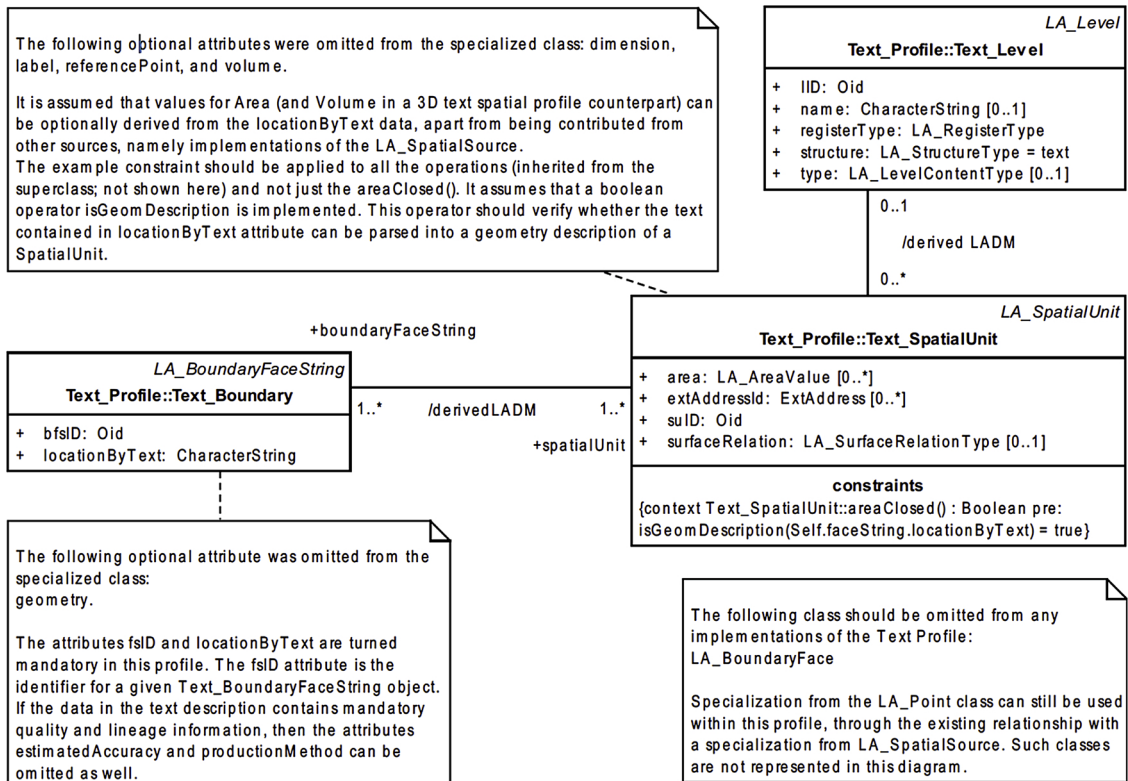 The following optional attributes were omitted from the specialized class: dimension,
label, referencePoint, and volume.
It is assumed that values for Area (and Volume in a 3D text spatial profile counterpart) can
be optionally derived from the locationByText data, apart from being contributed from
other sources, namely implementations of the LA_SpatialSource.
The example constraint should be applied to all the operations (inherited from the
superclass; not shown here) and not just the areaClosed(). It assumes that a boolean
operator isGeomDescription is implemented. This operator should verify whether the text
contained in locationByText attribute can be parsed into a geometry description of a
SpatialUnit.
LA_Level
Text_Profile::Text_Level
+ lID: Oid
+ name: CharacterString [0..1]
+ registerType: LA_RegisterType
+ structure: LA_StructureType = text
+ type: LA_LevelContentType [0..1]
0..1
/derived LADM
0..*
+boundaryFaceString
LA_BoundaryFaceString
Text_Profile::Text_Boundary
+ bfsID: Oid
+ locationByText: CharacterString
1..*
/derivedLADM
1..*
+spatialUnit
LA_SpatialUnit
Text_Profile::Text_SpatialUnit
+ area: LA_AreaValue [0..*]
+ extAddressId: ExtAddress [0..*]
+ suID: Oid
+ surfaceRelation: LA_SurfaceRelationType [0..1]
constraints
{context Text_SpatialUnit::areaClosed() : Boolean pre:
isGeomDescription(Self.faceString.locationByText) = true}
The following optional attribute was omitted from the
specialized class:
geometry.
The attributes fsID and locationByText are turned
mandatory in this profile. The fsID attribute is the
identifier for a given Text_BoundaryFaceString object.
If the data in the text description contains mandatory
quality and lineage information, then the attributes
estimatedAccuracy and productionMethod can be
omitted as well.
The following class should be omitted from any
implementations of the Text Profile:
LA_BoundaryFace
Specialization from the LA_Point class can still be used
within this profile, through the existing relationship with
a specialization from LA_SpatialSource. Such classes
are not represented in this diagram.